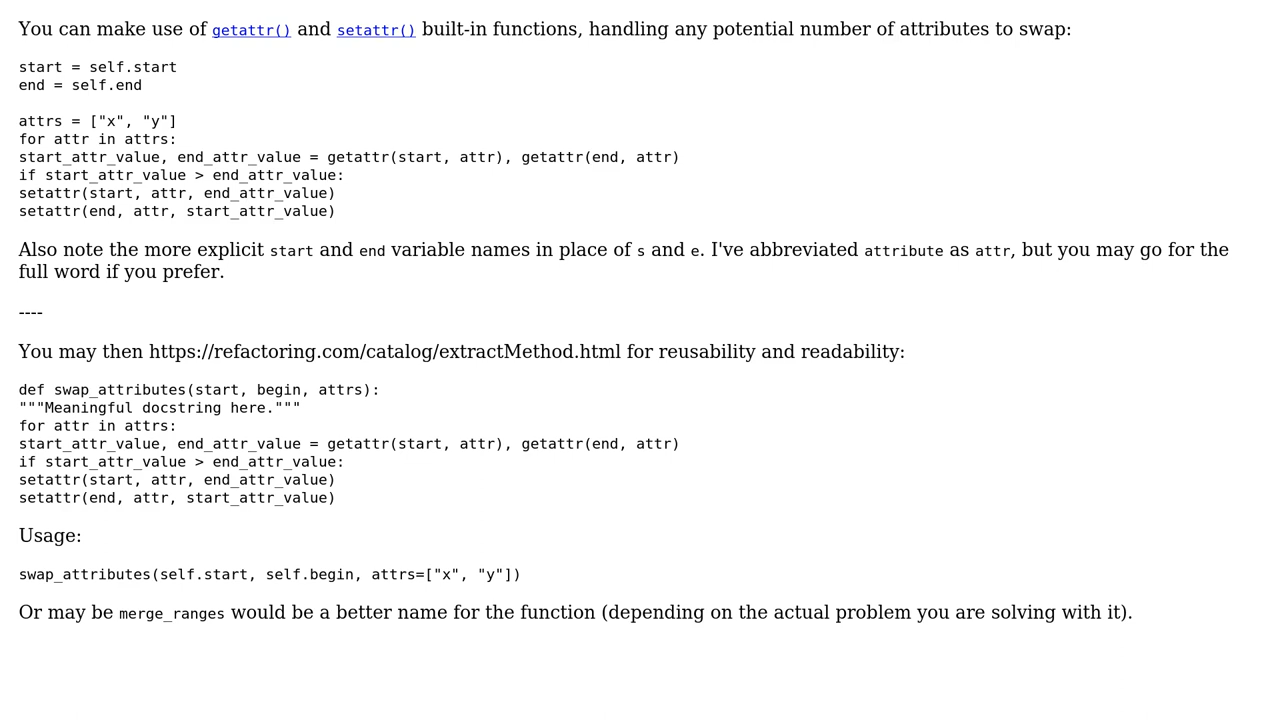 You can make use of getattr() and setattr() built-in functions, handling any potential number of attributes to swap:
start = self.start
end = self.end
attrs = ["x", "y"]
for attr in attrs:
start_attr_value, end_attr_value = getattr(start, attr), getattr(end, attr)
if start_attr_value > end_attr_value:
setattr(start, attr, end_attr_value)
setattr(end, attr, start_attr_value)
Also note the more explicit start and end variable names in place of s and e. I've abbreviated attribute as attr, but you may go for the
full word if you prefer.
----
You may then https://refactoring.com/catalog/extractMethod.html for reusability and readability:
def swap_attributes(start, begin, attrs):
"""Meaningful docstring here."""
for attr in attrs:
start_attr_value, end_attr_value = getattr(start, attr), getattr(end, attr)
if start_attr_value > end_attr_value:
setattr(start, attr, end_attr_value)
setattr(end, attr, start_attr_value)
Usage:
swap_attributes(self.start, self.begin, attrs=["x", "y"])
Or may be merge_ranges would be a better name for the function (depending on the actual problem you are solving with it).